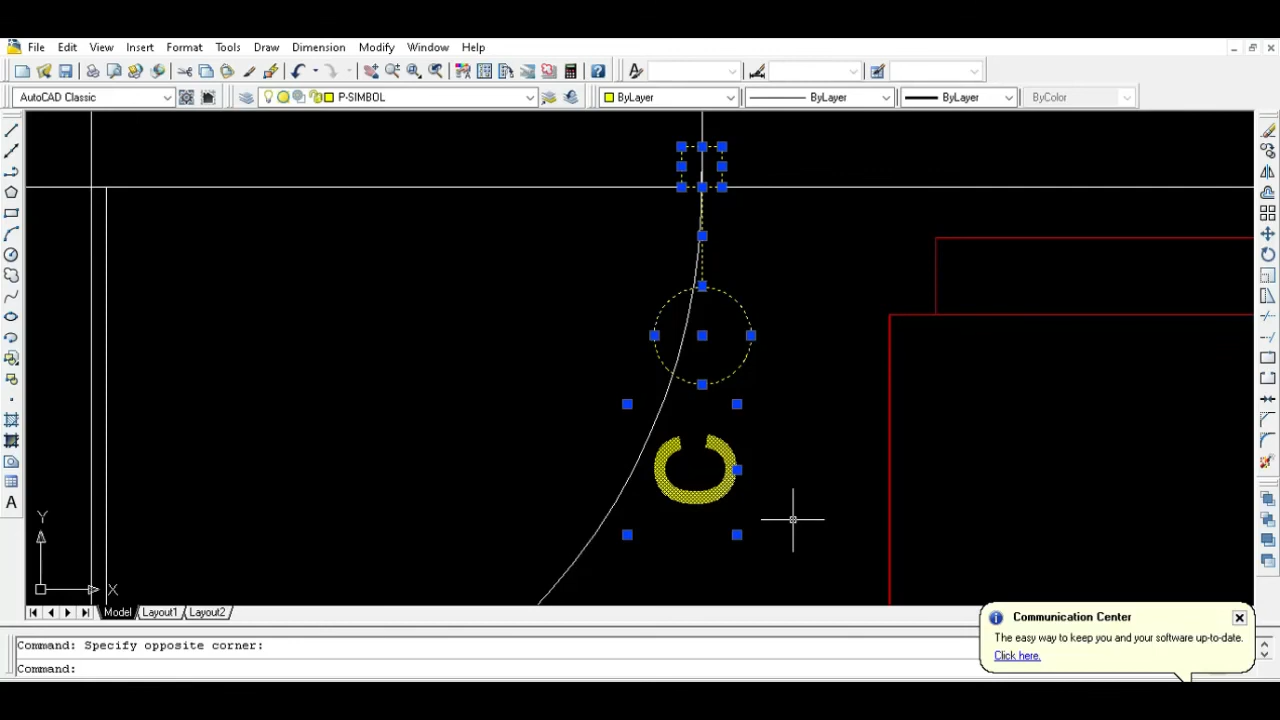 File Edit View Insert Format Tools Draw Dimension Modify Window Help
AutoCAD Classic P-SIMBOL ByLayer ByLayer ByLayer ByColor
C
A
Y
X
Model Layout1 Layout2
Communication Center
The easy way to keep you and your software up-to-date.
Click here.
Command: Specify opposite corner:
Command: